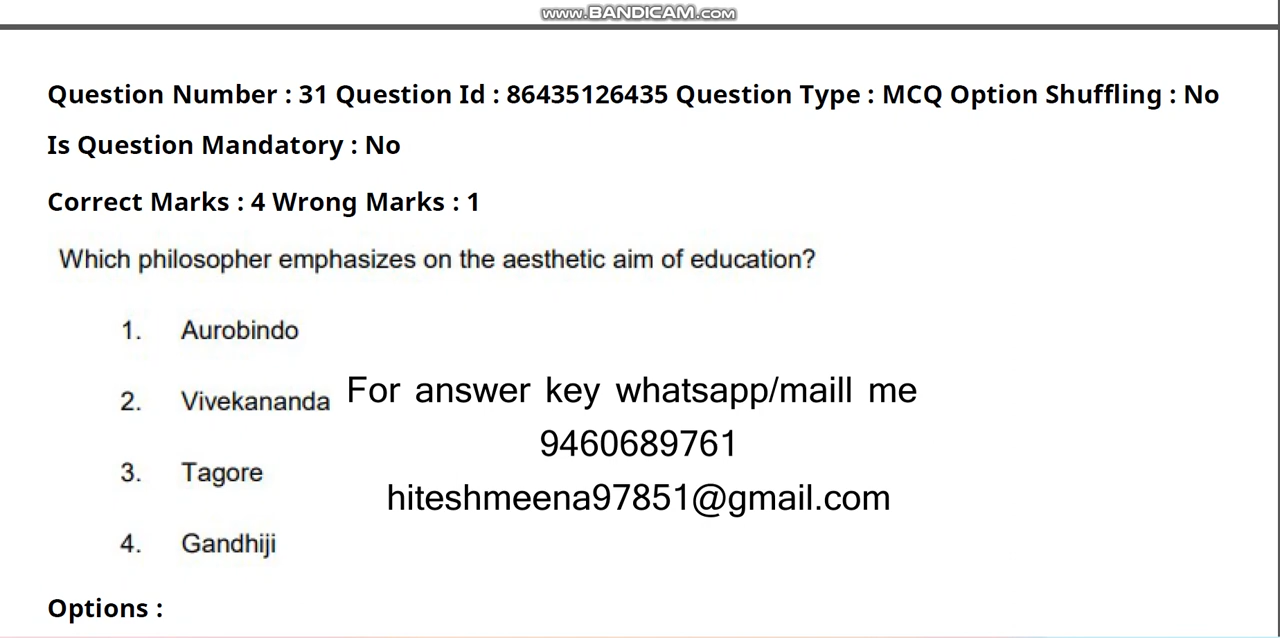 www.BANDICAM.com
Question Number : 31 Question Id : 86435126435 Question Type : MCQ Option Shuffling : No
Is Question Mandatory : No
Correct Marks : 4 Wrong Marks : 1
Which philosopher emphasizes on the aesthetic aim of education?
1. Aurobindo
2. Vivekananda
For answer key whatsapp/maill me
9460689761
3. Tagore
hiteshmeena97851@gmail.com
4. Gandhiji
Options :